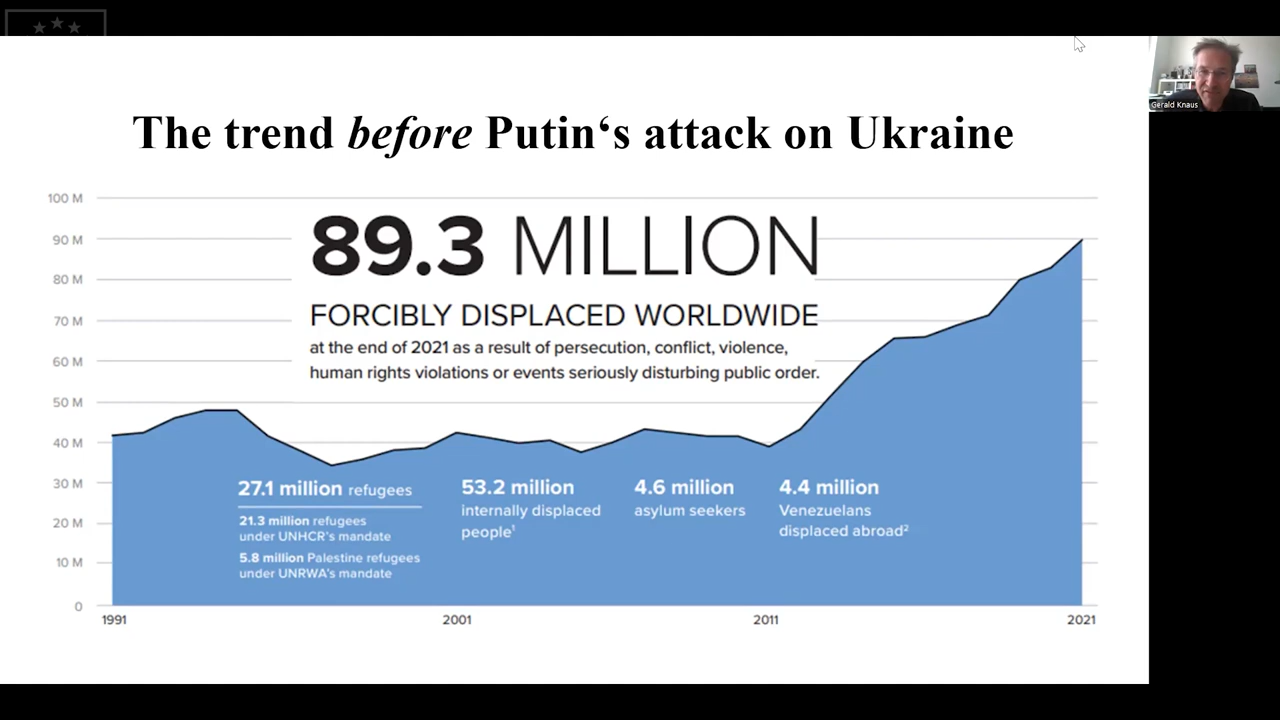 The trend before Putin‘s attack on Ukraine
Gerald Knaus
100 M
90 M
80 M
70 M
60 M
50 M
40 M
30 M
20 M
10 M
0
89.3 MILLION
FORCIBLY DISPLACED WORLDWIDE
at the end of 2021 as a result of persecution, conflict, violence,
human rights violations or events seriously disturbing public order.
27.1 million refugees
21.3 million refugees
under UNHCR's mandate
5.8 million Palestine refugees
under UNRWA's mandate
53.2 million
internally displaced
people¹
4.6 million
asylum seekers
4.4 million
Venezuelans
displaced abroad²
1991
2001
2011
2021